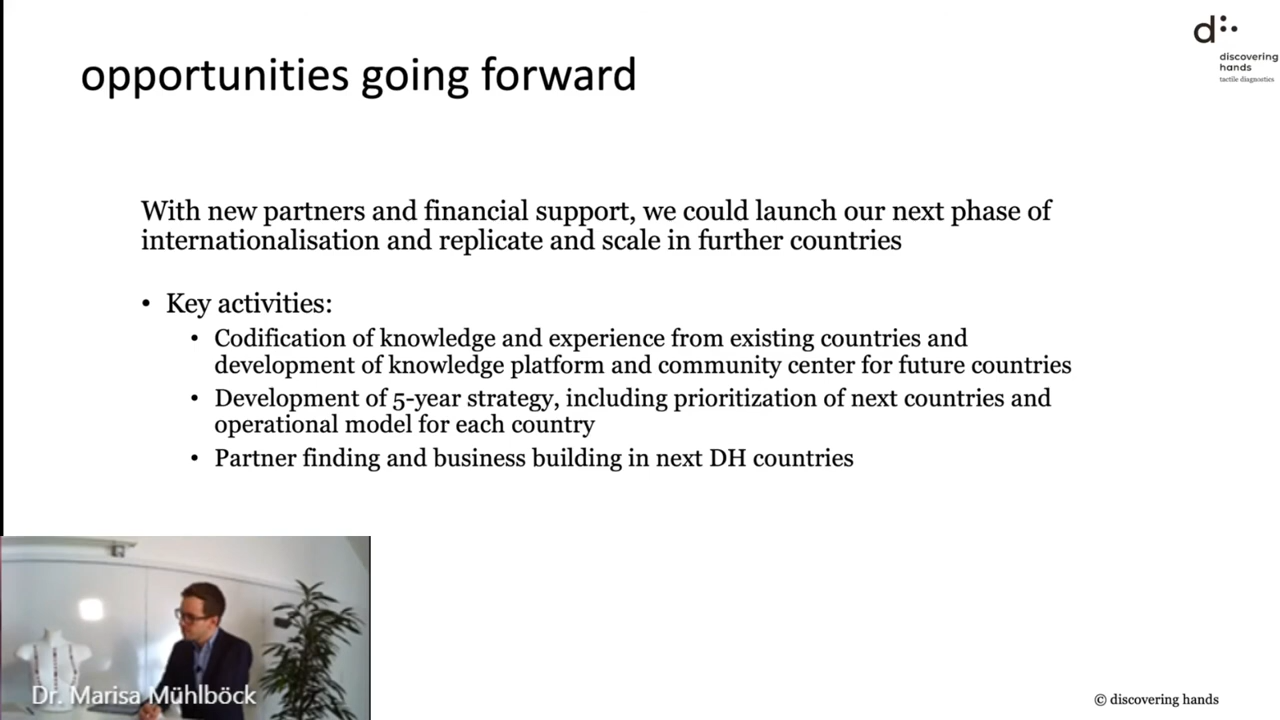 opportunities going forward
discovering
hands
tactile diagnostics
With new partners and financial support, we could launch our next phase of
internationalisation and replicate and scale in further countries
• Key activities:
• Codification of knowledge and experience from existing countries and
development of knowledge platform and community center for future countries
• Development of 5-year strategy, including prioritization of next countries and
operational model for each country
• Partner finding and business building in next DH countries
Dr. Marisa Mühlböck
© discovering hands